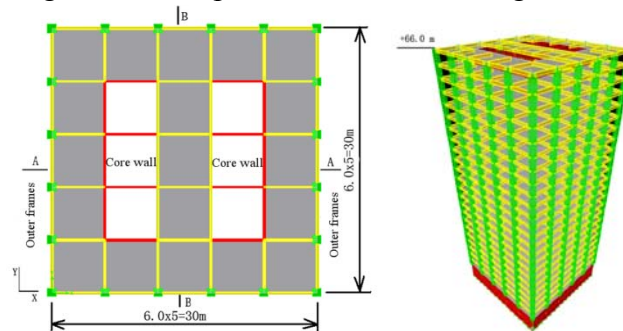 B
+66.0 m
A
Core wall
Core wall
A
Outer frames
Outer frames
6.0x5=30m
Y
X
B
6.0x5=30m